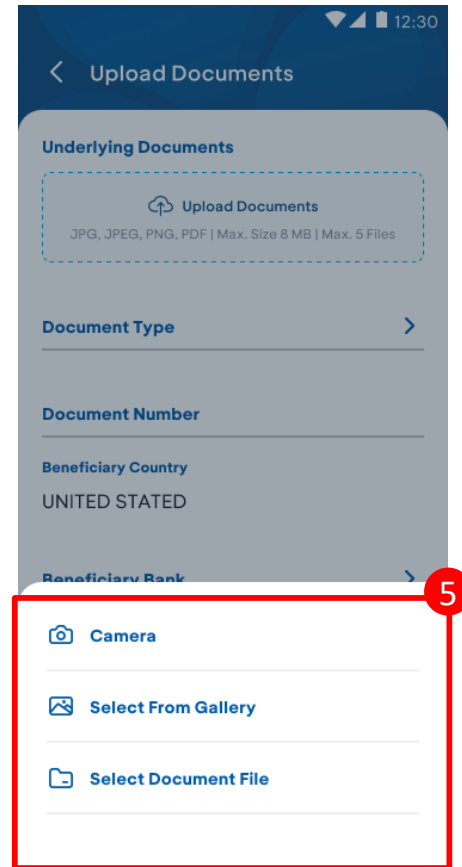 12:30
Upload Documents
Underlying Documents
Upload Documents
JPG, JPEG, PNG, PDF | Max. Size 8 MB | Max. 5 Files
Document Type
Document Number
Beneficiary Country
UNITED STATED
Beneficiary Bank
5
Camera
Select From Gallery
Select Document File